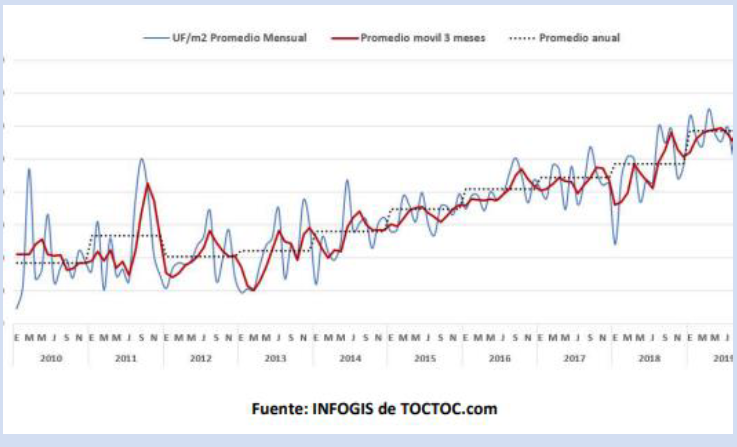 UF/m2 Promedio Mensual Promedio movil 3 meses Promedio anual
E M M J S N E M M J S N E M M J S N E M M J S N E M M J S N E M M J S N E M M J S N E M M J S N E M M J S N E M M J
2010 2011 2012 2013 2014 2015 2016 2017 2018 2019
Fuente: INFOGIS de TOCTOC.com